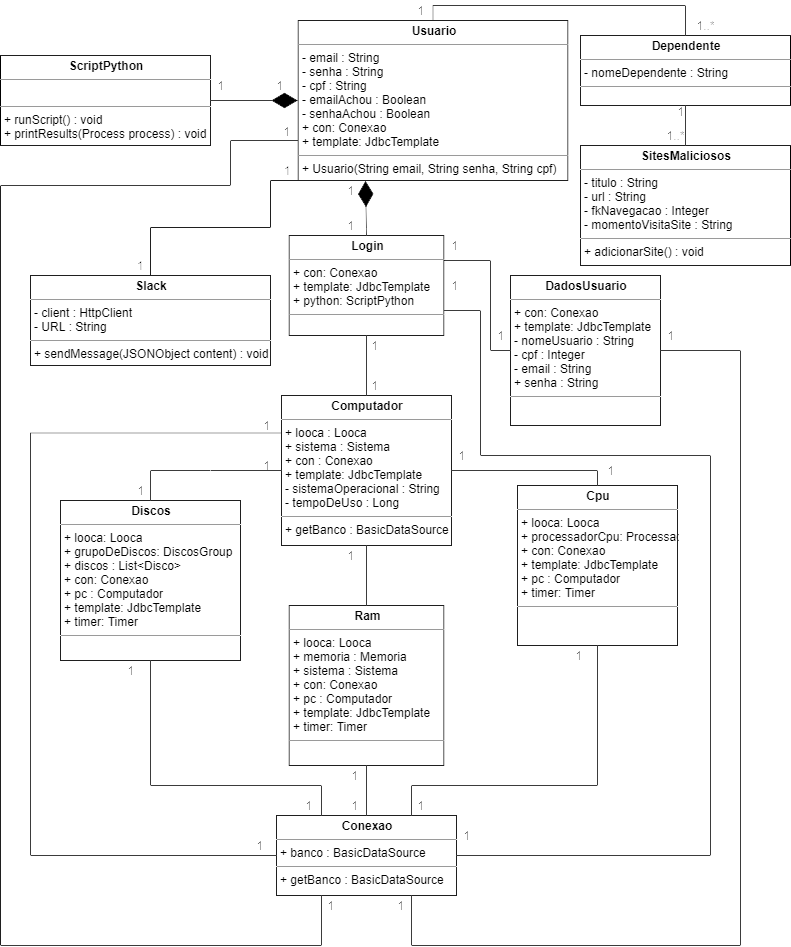 1
1..*
Usuario
- email : String
- senha : String
- cpf : String
- emailAchou : Boolean
- senhaAchou : Boolean
+ con: Conexao
+ template: JdbcTemplate
+ Usuario(String email, String senha, String cpf)
Dependente
- nomeDependente : String
1
1..*
ScriptPython
+ runScript() : void
+ printResults(Process process) : void
1
1
1
1
SitesMaliciosos
- titulo : String
- url : String
- fkNavegacao : Integer
- momentoVisitaSite : String
+ adicionarSite() : void
1
1
1
Login
+ con: Conexao
+ template: JdbcTemplate
+ python: ScriptPython
1
1
1
1
Slack
- client : HttpClient
- URL : String
+ sendMessage(JSONObject content) : void
DadosUsuario
+ con: Conexao
+ template: JdbcTemplate
- nomeUsuario : String
- cpf : Integer
- email : String
+ senha : String
1
1
1
Computador
+ looca : Looca
+ sistema : Sistema
+ con : Conexao
+ template: JdbcTemplate
- sistemaOperacional : String
- tempoDeUso : Long
+ getBanco : BasicDataSource
1
1
1
1
1
1
Discos
+ looca: Looca
+ grupoDeDiscos: DiscosGroup
+ discos : List<Disco>
+ con: Conexao
+ pc : Computador
+ template: JdbcTemplate
+ timer: Timer
1
Cpu
+ looca: Looca
+ processadorCpu: Processa
+ con: Conexao
+ template: JdbcTemplate
+ pc : Computador
+ timer: Timer
1
Ram
+ looca: Looca
+ memoria : Memoria
+ sistema : Sistema
+ con: Conexao
+ pc : Computador
+ template: JdbcTemplate
+ timer: Timer
1
1
1
1
1
1
Conexao
+ banco : BasicDataSource
+ getBanco : BasicDataSource
1
1